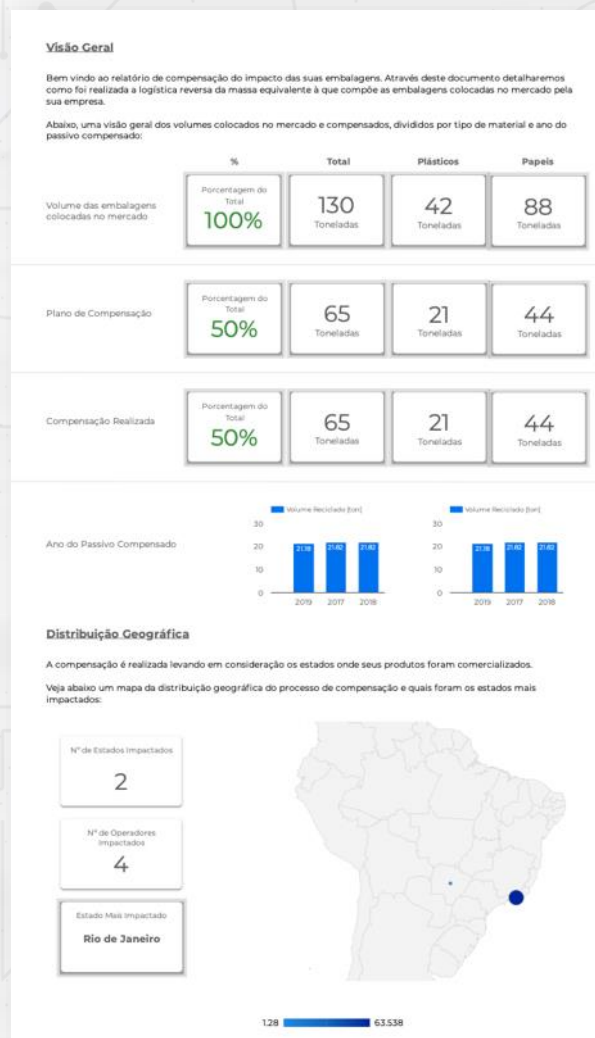 Visão Geral
Bem vindo ao relatório de compensação do impacto das suas embalagens. Através deste documento detalharemos
como foi realizada a logística reversa da massa equivalente à que compõe as embalagens colocadas no mercado pela
sua empresa.
Abaixo, uma visão geral dos volumes colocados no mercado e compensados, divididos por tipo de material e ano do
passivo compensado:
% Total Plásticos Papeis
Volume das embalagens
colocadas no mercado
Porcentagem do
Total
100%
130
Toneladas
42
Toneladas
88
Toneladas
Plano de Compensação
Porcentagem do
Total
50%
65
Toneladas
21
Toneladas
44
Toneladas
Compensação Realizada
Porcentagem do
Total
50%
65
Toneladas
21
Toneladas
44
Toneladas
Ano do Passivo Compensado
Volume Reciclado (ton)
30
20
10
0
21.18 21.62 21.62
2019 2017 2018
Volume Reciclado (ton)
30
20
10
0
21.18 21.62 21.62
2019 2017 2018
Distribuição Geográfica
A compensação é realizada levando em consideração os estados onde seus produtos foram comercializados.
Veja abaixo um mapa da distribuição geográfica do processo de compensação e quais foram os estados mais
impactados:
Nº de Estados Impactados
2
Nº de Operadores
Impactados
4
Estado Mais Impactado
Rio de Janeiro
1.28 63.538